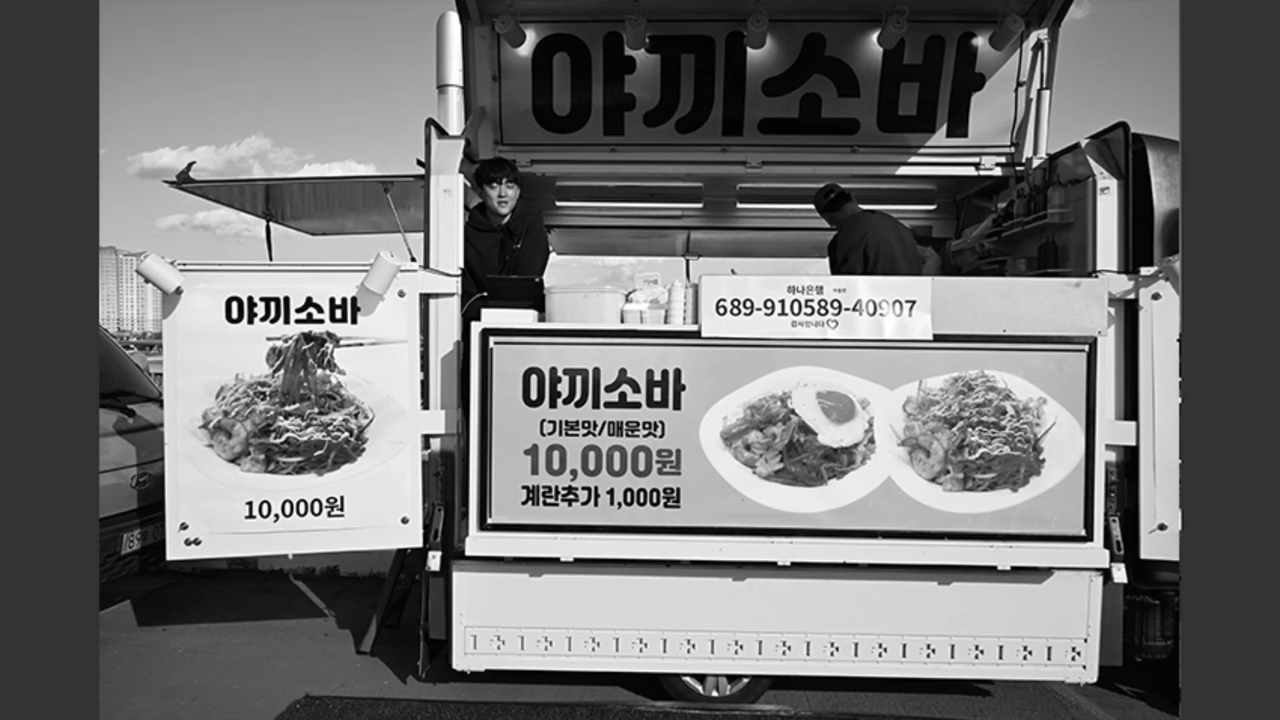 야끼소바
야끼소바
10,000원
하나은행
689-910589-40907
감사합니다♡
야끼소바
(기본맛/매운맛)
10,000원
계란추가 1,000원